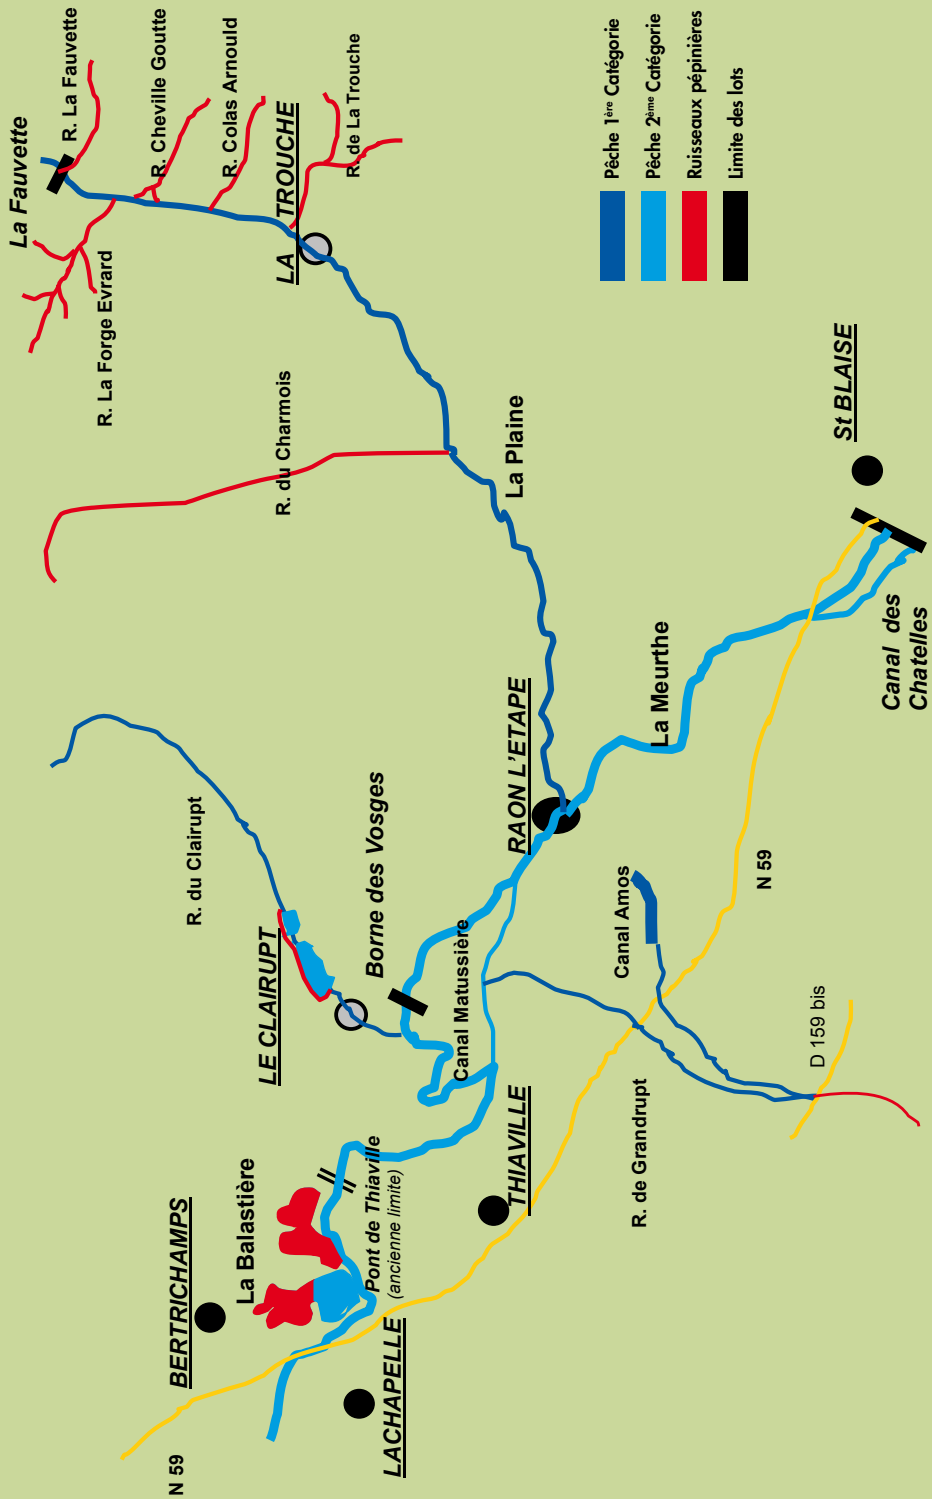 BERTRICHAMPS
N 59
La Balastière
LACHAPELLE
Pont de Thiaville
(ancienne limite)
THIAVILLE
LE CLAIRUPT
R. du Clairupt
Borne des Vosges
Canal Matussière
R. de Grandrupt
D 159 bis
Canal Amos
N 59
RAON L'ETAPE
La Meurthe
Canal des
Chatelles
St BLAISE
La Plaine
R. du Charmois
R. La Forge Evrard
La Fauvette
R. La Fauvette
R. Cheville Goutte
R. Colas Arnould
LA TROUCHE
R. de La Trouche
Pêche 1ère Catégorie
Pêche 2ème Catégorie
Ruisseaux pépinières
Limite des lots